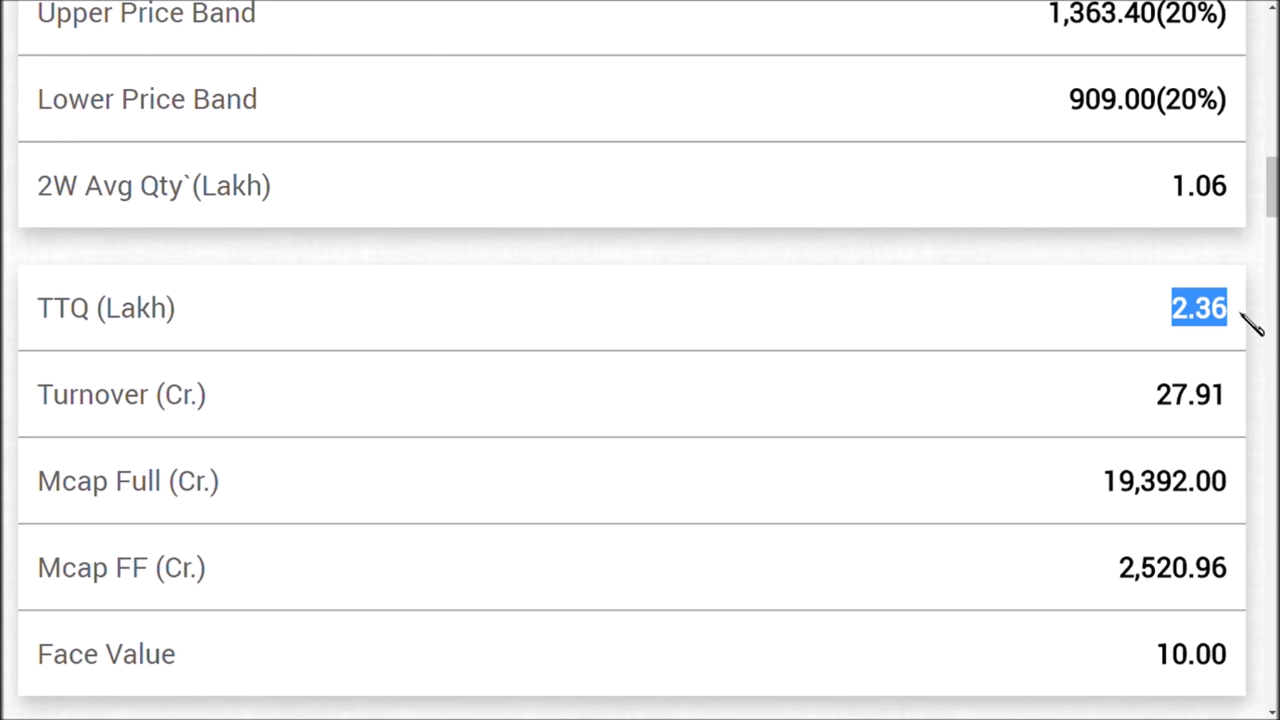 Upper Price Band 1,363.40(20%)
Lower Price Band 909.00(20%)
2W Avg Qty`(Lakh) 1.06
TTQ (Lakh) 2.36
Turnover (Cr.) 27.91
Mcap Full (Cr.) 19,392.00
Mcap FF (Cr.) 2,520.96
Face Value 10.00